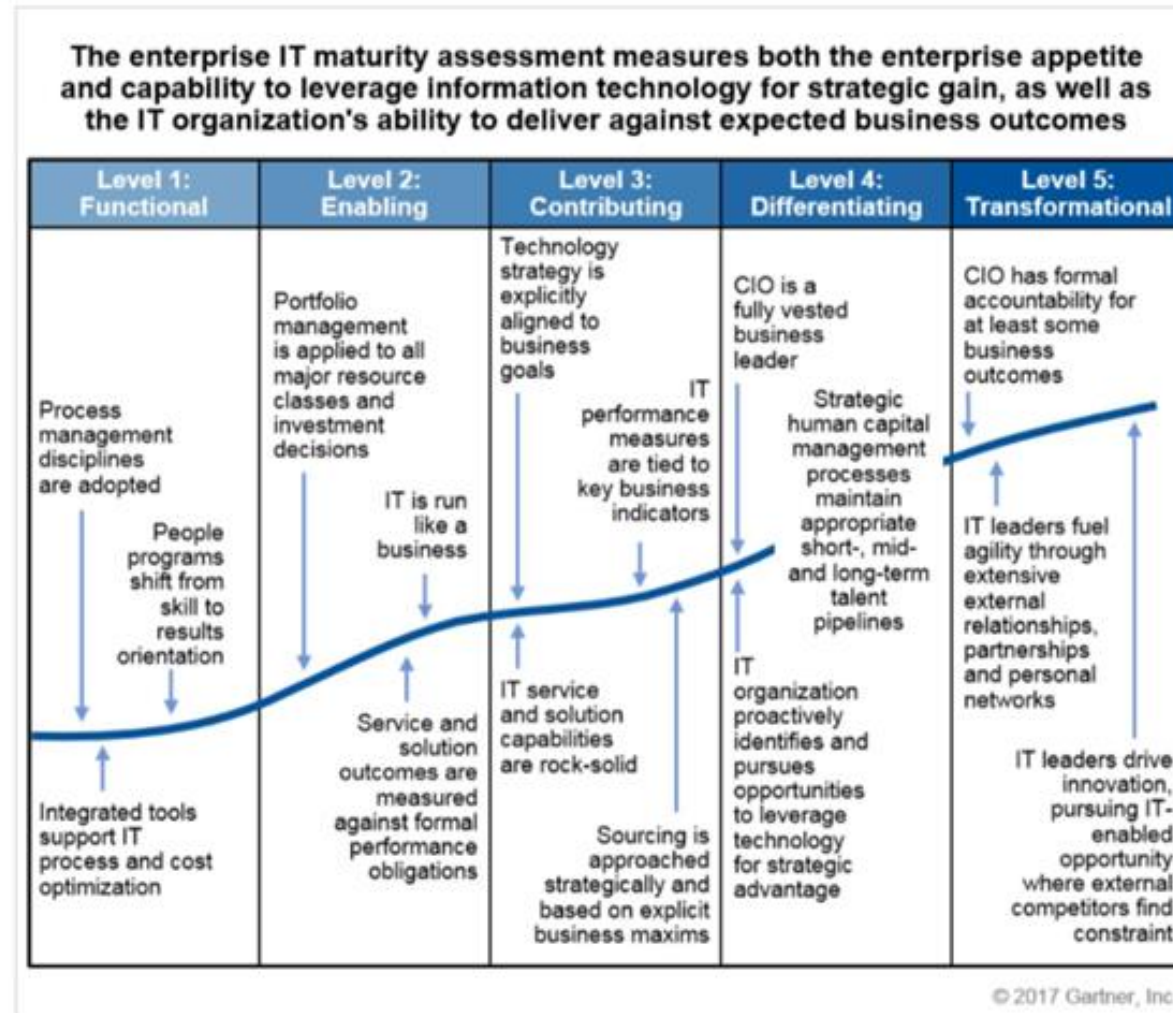 The enterprise IT maturity assessment measures both the enterprise appetite
and capability to leverage information technology for strategic gain, as well as
the IT organization's ability to deliver against expected business outcomes
Level 1:
Functional
Level 2:
Enabling
Level 3:
Contributing
Level 4:
Differentiating
Level 5:
Transformational
Process
management
disciplines
are adopted
People
programs
shift from
skill to
results
orientation
Integrated tools
support IT
process and cost
optimization
Portfolio
management
is applied to all
major resource
classes and
investment
decisions
IT is run
like a
business
Service and
solution
outcomes are
measured
against formal
performance
obligations
Technology
strategy is
explicitly
aligned to
business
goals
IT
performance
measures
are tied to
key business
indicators
IT service
and solution
capabilities
are rock-solid
Sourcing is
approached
strategically and
based on explicit
business maxims
CIO is a
fully vested
business
leader
Strategic
human capital
management
processes
maintain
appropriate
short-, mid-
and long-term
talent
pipelines
IT
organization
proactively
identifies and
pursues
opportunities
to leverage
technology
for strategic
advantage
CIO has formal
accountability for
at least some
business
outcomes
IT leaders fuel
agility through
extensive
external
relationships,
partnerships
and personal
networks
IT leaders drive
innovation,
pursuing IT-
enabled
opportunity
where external
competitors find
constraint
© 2017 Gartner, Inc